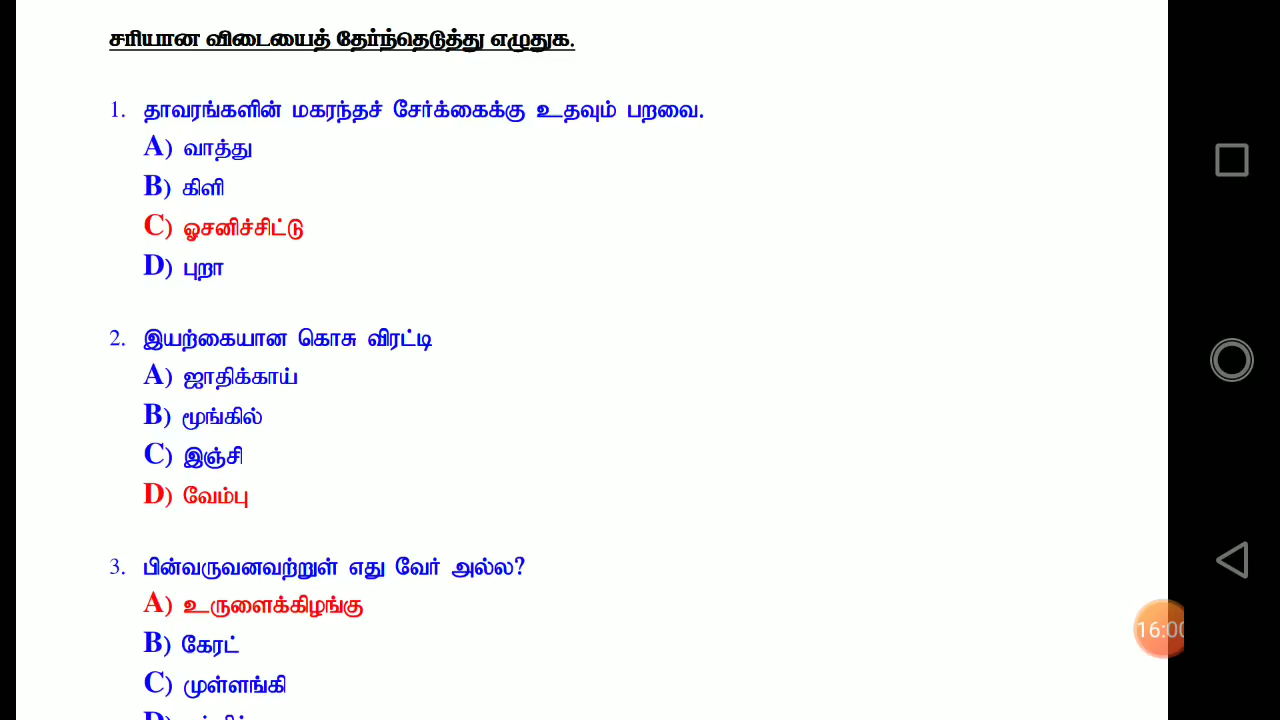 சரியான விடையைத் தேர்ந்தெடுத்து எழுதுக.
1. தாவரங்களின் மகரந்தச் சேர்க்கைக்கு உதவும் பறவை.
A) வாத்து
B) கிளி
C) ஓசனிச்சிட்டு
D) புறா
2. இயற்கையான கொசு விரட்டி
A) ஜாதிக்காய்
B) மூங்கில்
C) இஞ்சி
D) வேம்பு
3. பின்வருவனவற்றுள் எது வேர் அல்ல?
A) உருளைக்கிழங்கு
B) கேரட்
C) முள்ளங்கி
D)
16:00